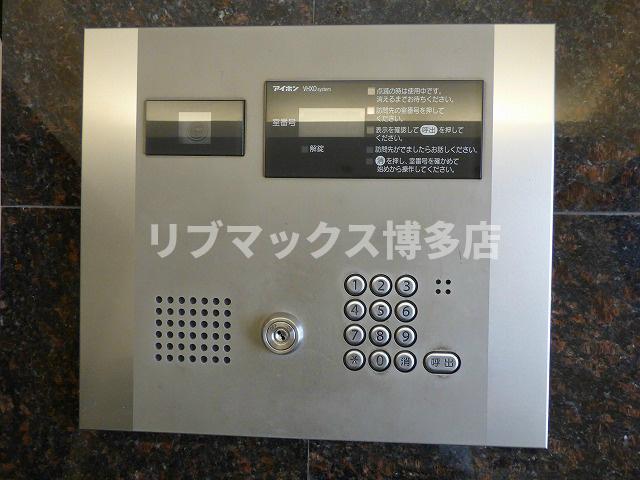 アイホン VHXD system
点滅の時は使用中です。
消えるまでお待ちください。
訪問先の室番号を押して
ください。
室番号
表示を確認して 呼出 を押して
ください。
解錠
訪問先がでましたらお話しください。
消 を押し、室番号を確かめて
始めから操作してください。
リブマックス博多店
1 2 3
4 5 6
7 8 9
* 0 消 呼出